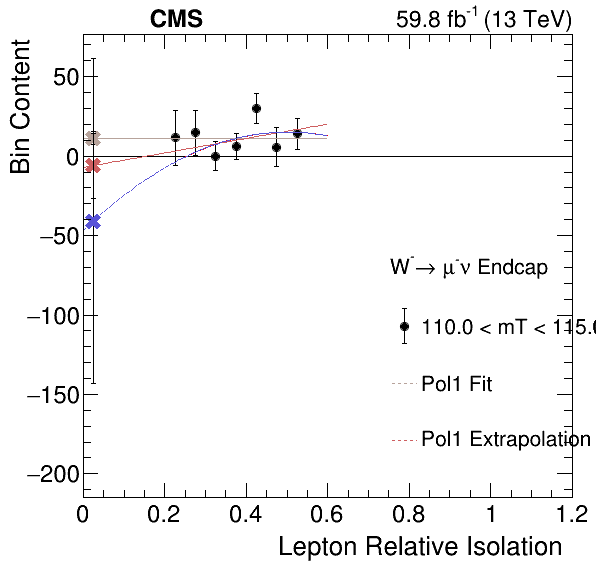 CMS 59.8 fb⁻¹ (13 TeV)
Bin Content
50
0
−50
−100
−150
−200
W⁻→ μ⁻ν Endcap
110.0 < mT < 115.0
Pol1 Fit
Pol1 Extrapolation
0 0.2 0.4 0.6 0.8 1 1.2
Lepton Relative Isolation